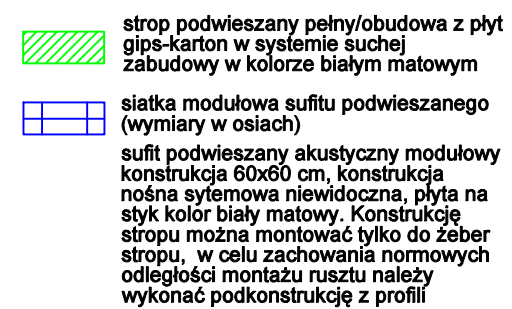 strop podwieszany pełny/obudowa z płyt
gips-karton w systemie suchej
zabudowy w kolorze białym matowym
siatka modułowa sufitu podwieszanego
(wymiary w osiach)
sufit podwieszany akustyczny modułowy
konstrukcja 60x60 cm, konstrukcja
nośna sytemowa niewidoczna, płyta na
styk kolor biały matowy. Konstrukcję
stropu można montować tylko do żeber
stropu,  w celu zachowania normowych
odległości montażu rusztu należy
wykonać podkonstrukcję z profili